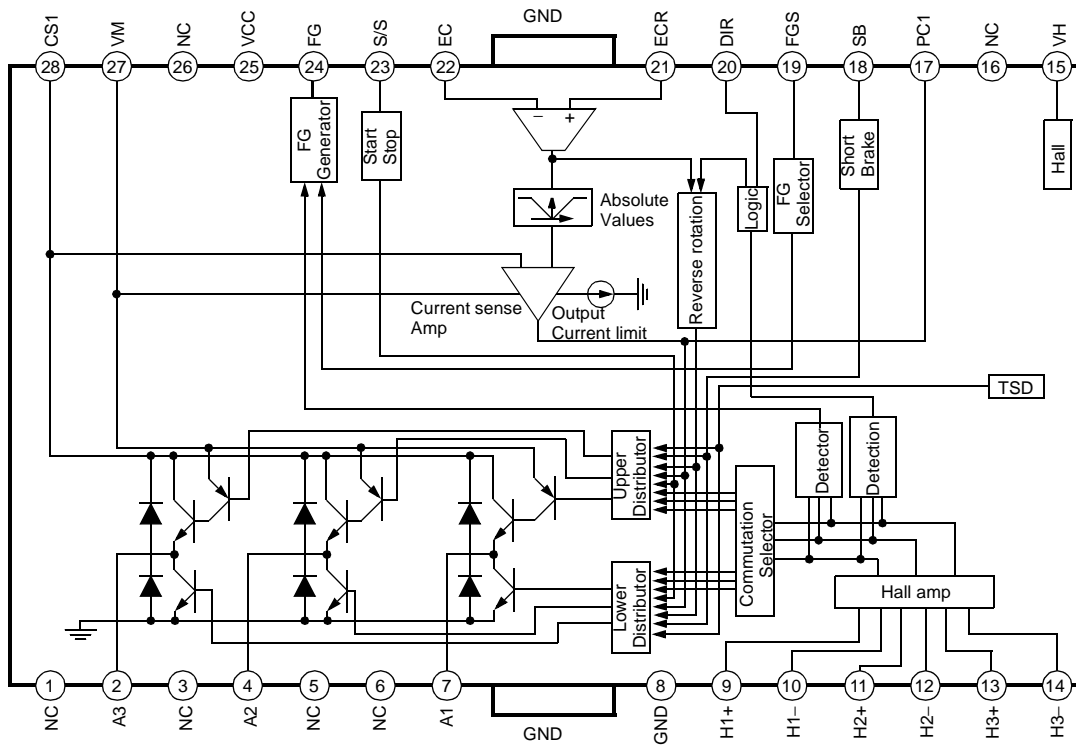 CS1
VM
NC
VCC
FG
S/S
EC
GND
ECR
DIR
FGS
SB
PC1
NC
VH
28
27
26
25
24
23
22
21
20
19
18
17
16
15
FG
Generator
Start
Stop
− +
Absolute
Values
Reverse rotation
Logic
FG
Selector
Short
Brake
Hall
Current sense
Amp
Output
Current limit
TSD
Upper
Distributor
Detector
Detection
Commutation
Selector
Lower
Distributor
Hall amp
1
2
3
4
5
6
7
8
9
10
11
12
13
14
NC
A3
NC
A2
NC
NC
A1
GND
GND
H1+
H1−
H2+
H2−
H3+
H3−